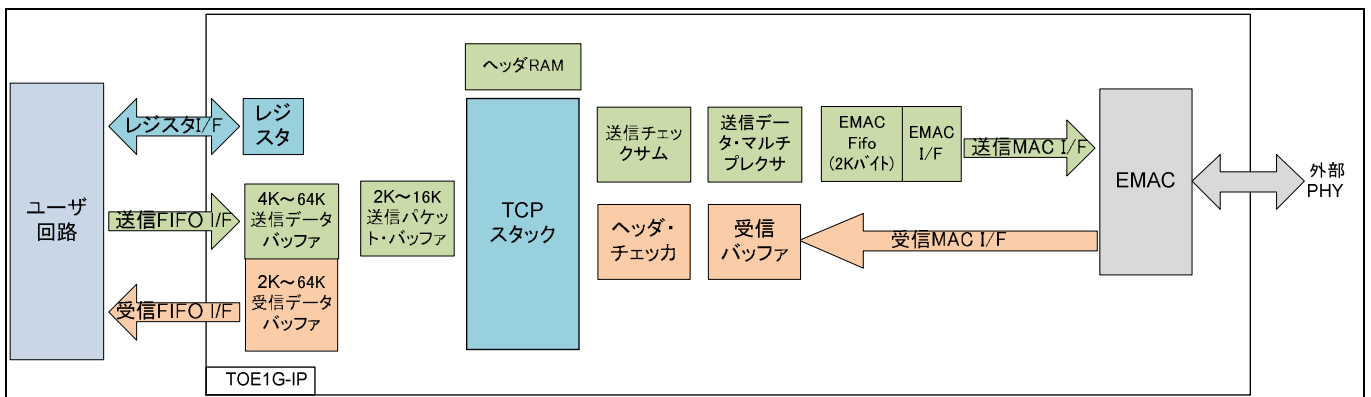 ユーザ
回路
レジスタI/F
送信FIFO I/F
受信FIFO I/F
レジ
スタ
4K～64K
送信データ
バッファ
2K～64K
受信データ
バッファ
2K～16K
送信パケッ
ト・バッファ
ヘッダRAM
TCP
スタック
送信チェッ
クサム
送信デー
タ・マルチ
プレクサ
EMAC
Fifo
(2Kバイト)
EMAC
I/F
送信MAC I/F
ヘッダ・
チェッカ
受信
バッファ
受信MAC I/F
EMAC
外部
PHY
TOE1G-IP